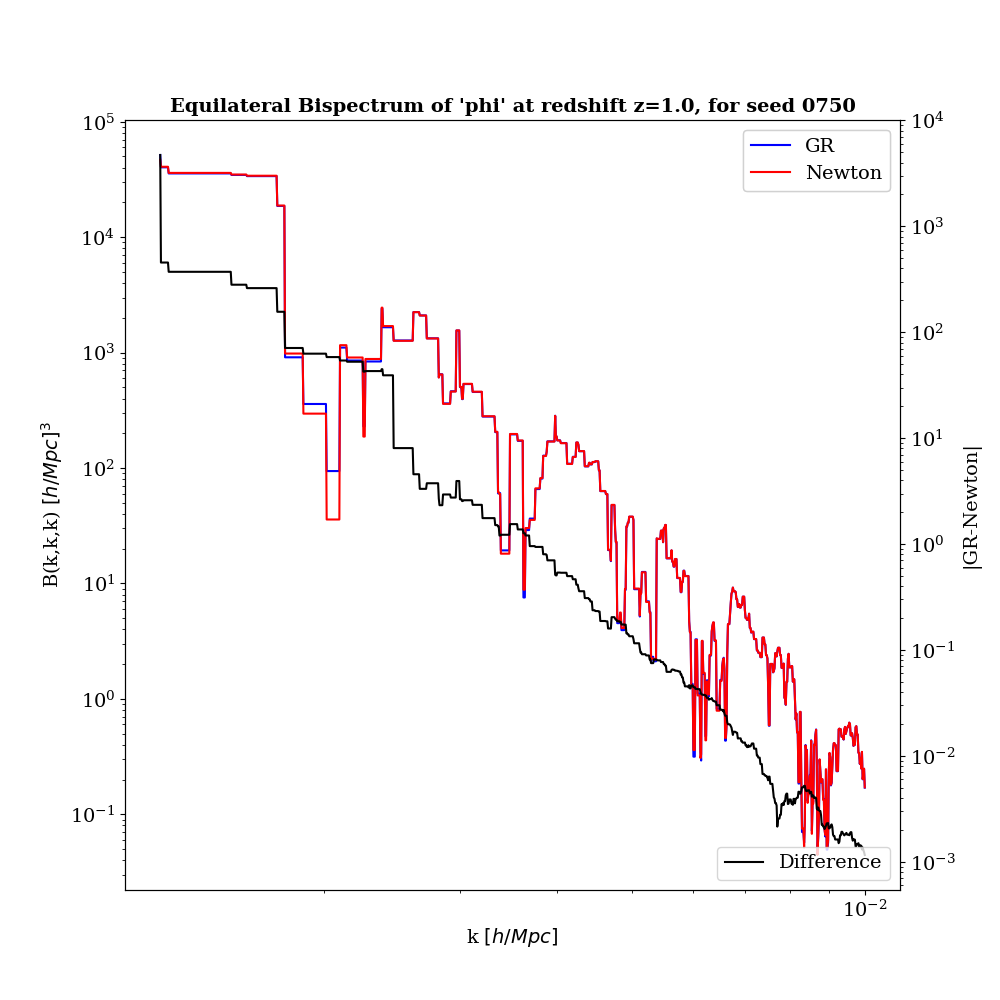 Equilateral Bispectrum of 'phi' at redshift z=1.0, for seed 0750
10^5
10^4
10^3
10^2
10^1
10^0
10^−1
B(k,k,k) [h/Mpc]^3
GR
Newton
10^4
10^3
10^2
10^1
10^0
10^−1
10^−2
10^−3
|GR-Newton|
Difference
10^−2
k [h/Mpc]